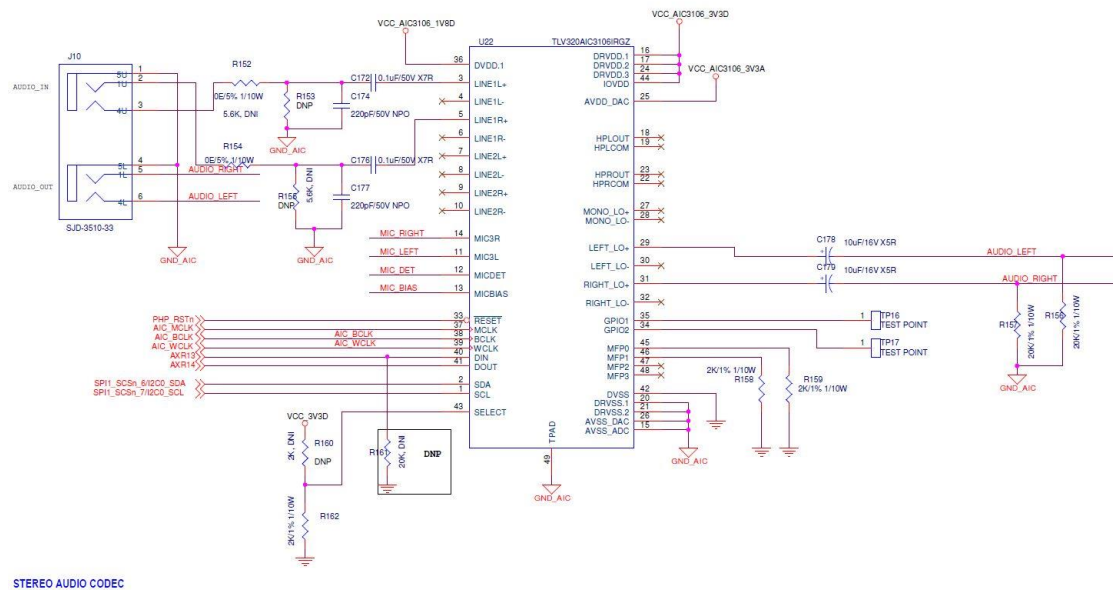 VCC_AIC3106_3V3D
VCC_AIC3106_1V8D
U22
TLV320AIC3106IRGZ
J10
AUDIO_IN
5U
1U
4U
1
2
3
5L
1L
4L
4
5
6
AUDIO_OUT
SJD-3510-33
AUDIO_RIGHT
AUDIO_LEFT
GND_AIC
R152
0E/5% 1/10W
5.6K, DNI
R153
DNP
C172
0.1uF/50V X7R
C174
220pF/50V NPO
GND_AIC
R154
0E/5% 1/10W
5.6K, DNI
DNP
C176
0.1uF/50V X7R
C177
220pF/50V NPO
GND_AIC
36 DVDD.1
3 LINE1L+
4 LINE1L-
5 LINE1R+
6 LINE1R-
7 LINE2L+
8 LINE2L-
9 LINE2R+
10 LINE2R-
MIC_RIGHT 14 MIC3R
MIC_LEFT 11 MIC3L
MIC_DET 12 MICDET
MIC_BIAS 13 MICBIAS
PHP_RSTn 33 RESET
AIC_MCLK 37 MCLK
AIC_BCLK AIC_BCLK 38 BCLK
AIC_WCLK AIC_WCLK 39 WCLK
AXR13 40 DIN
AXR14 41 DOUT
SPI1_SCSn_6/I2C0_SDA 2 SDA
SPI1_SCSn_7/I2C0_SCL 1 SCL
43 SELECT
VCC_3V3D
2K, DNI
R160
DNP
R161
20K, DNI
DNP
2K/1% 1/10W
R162
TPAD
49
GND_AIC
DRVDD.1 16
DRVDD.2 17
DRVDD.3 24
IOVDD 44
VCC_AIC3106_3V3A
AVDD_DAC 25
HPLOUT 18
HPLCOM 19
HPROUT 23
HPRCOM 22
MONO_LO+ 27
MONO_LO- 28
LEFT_LO+ 29
LEFT_LO- 30
RIGHT_LO+ 31
RIGHT_LO- 32
GPIO1 35
GPIO2 34
MFP0 45
MFP1 46
MFP2 47
MFP3 48
DVSS 42
DRVSS.1 20
DRVSS.2 21
AVSS_DAC 26
AVSS_ADC 15
GND_AIC
C178
+
10uF/16V X5R
AUDIO_LEFT
C179
+
10uF/16V X5R
AUDIO_RIGHT
1 TP16
TEST POINT
1 TP17
TEST POINT
2K/1% 1/10W
R158
R159
2K/1% 1/10W
R157
20K/1% 1/10W
R156
20K/1% 1/10W
GND_AIC
STEREO AUDIO CODEC